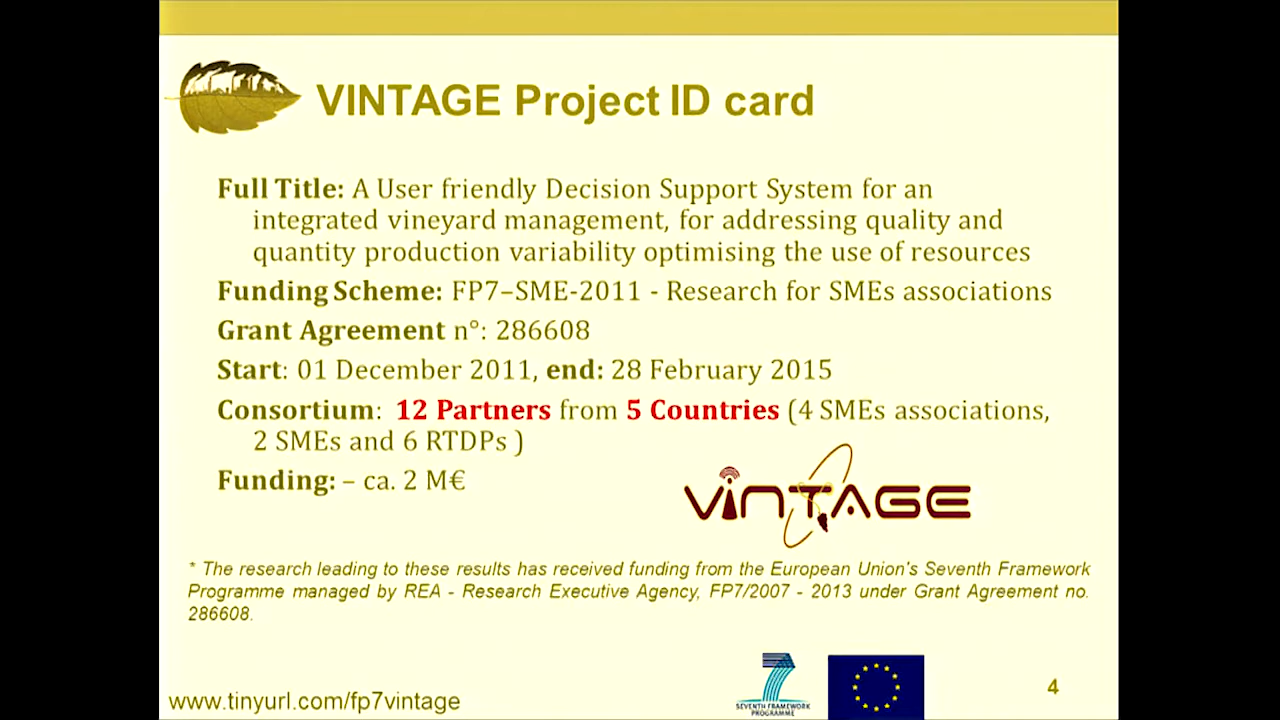 VINTAGE Project ID card
Full Title: A User friendly Decision Support System for an
integrated vineyard management, for addressing quality and
quantity production variability optimising the use of resources
Funding Scheme: FP7–SME-2011 - Research for SMEs associations
Grant Agreement n°: 286608
Start: 01 December 2011, end: 28 February 2015
Consortium: 12 Partners from 5 Countries (4 SMEs associations,
2 SMEs and 6 RTDPs )
Funding: – ca. 2 M€
VINTAGE
* The research leading to these results has received funding from the European Union's Seventh Framework
Programme managed by REA - Research Executive Agency, FP7/2007 - 2013 under Grant Agreement no.
286608.
SEVENTH FRAMEWORK
PROGRAMME
www.tinyurl.com/fp7vintage
4